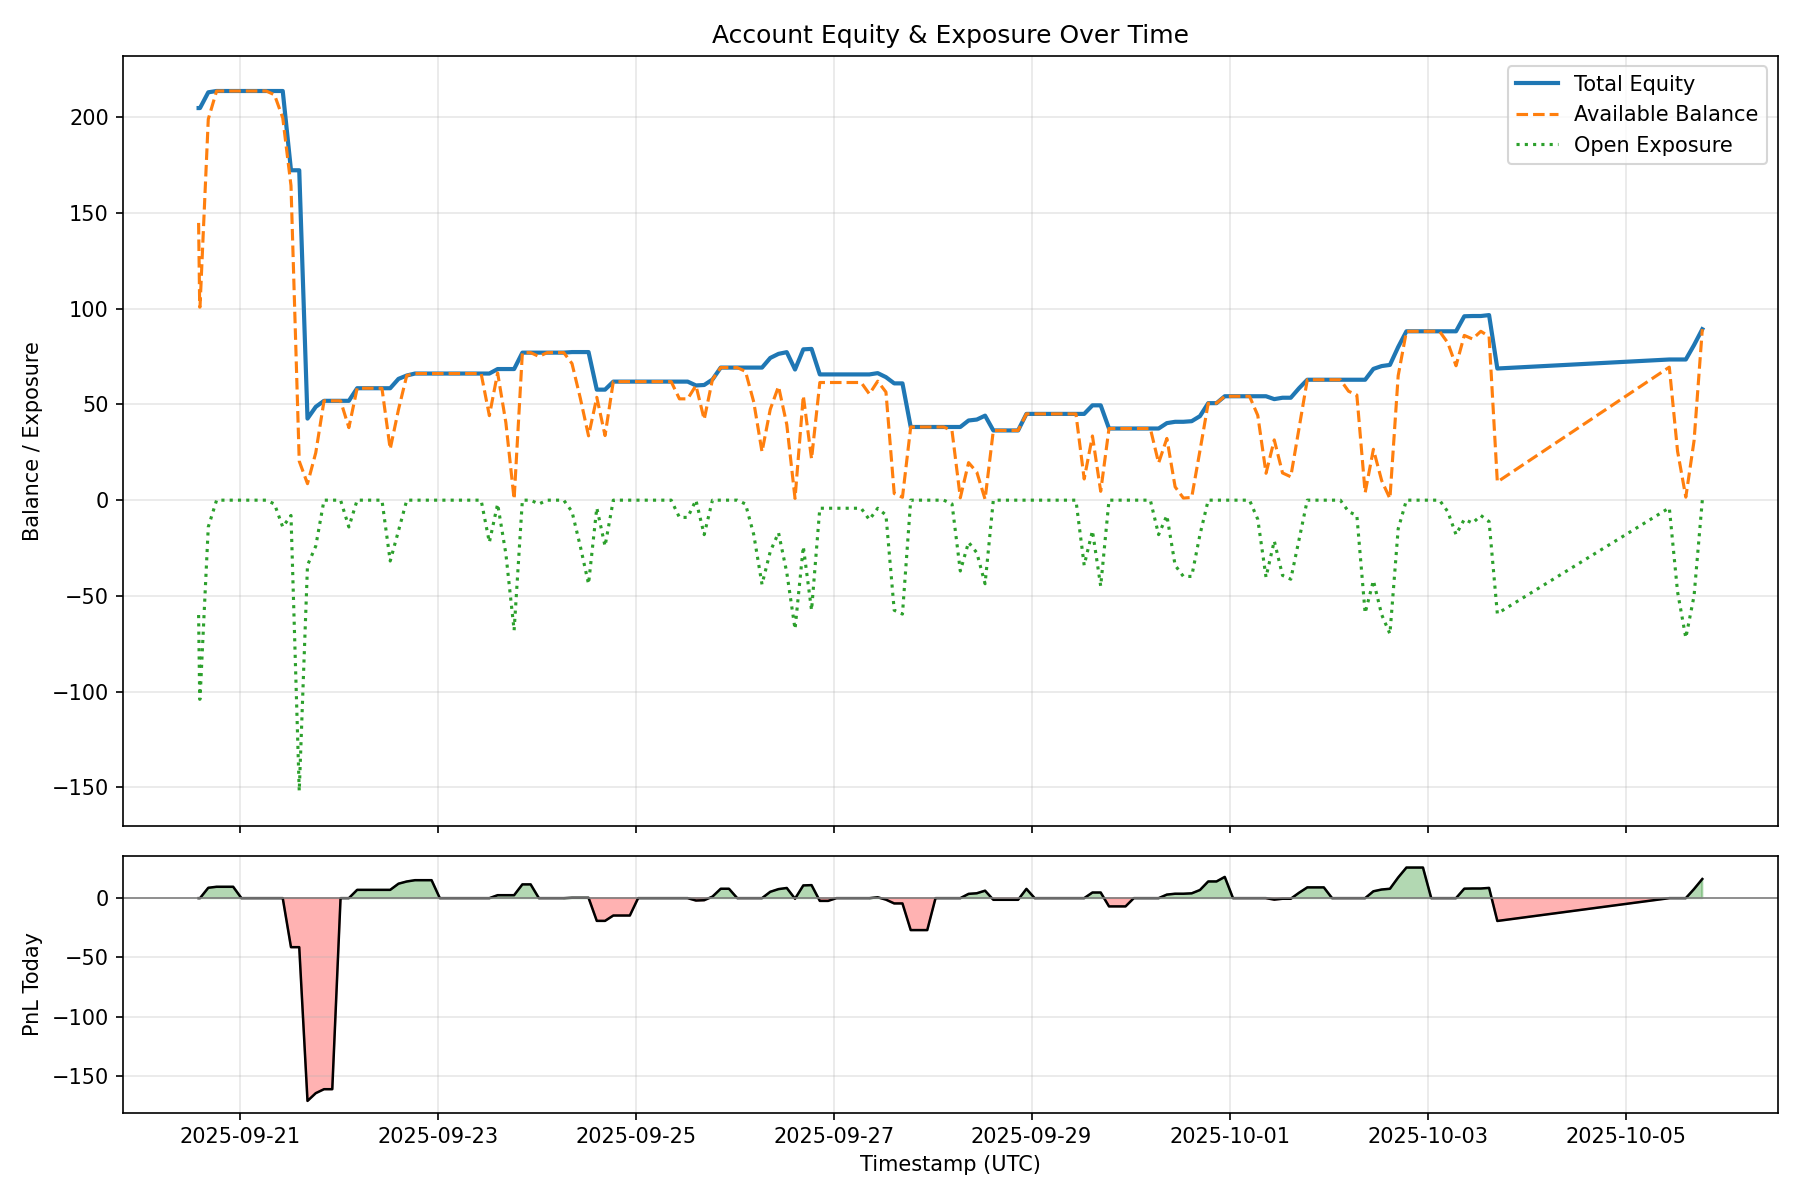 Account Equity & Exposure Over Time
Total Equity
Available Balance
Open Exposure
200
150
100
50
0
−50
−100
−150
Balance / Exposure
0
−50
−100
−150
PnL Today
2025-09-21 2025-09-23 2025-09-25 2025-09-27 2025-09-29 2025-10-01 2025-10-03 2025-10-05
Timestamp (UTC)